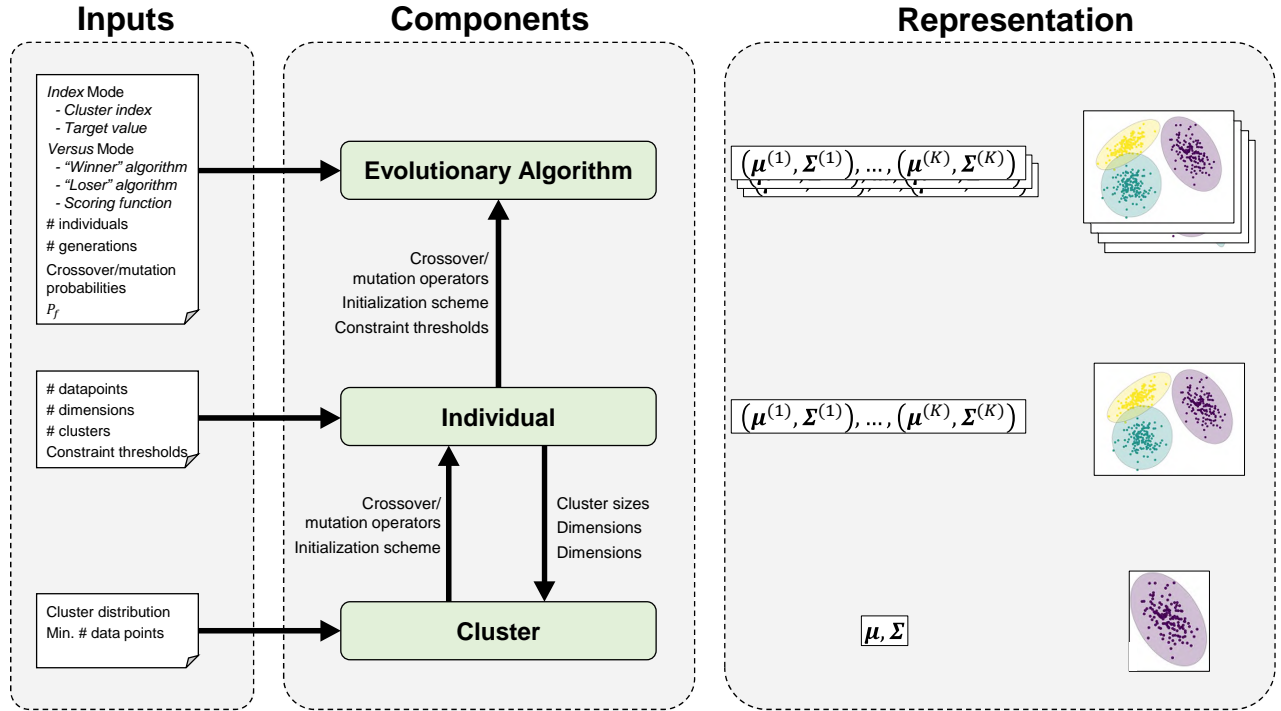 Inputs
Components
Representation
Index Mode
- Cluster index
- Target value
Versus Mode
- “Winner” algorithm
- “Loser” algorithm
- Scoring function
# individuals
# generations
Crossover/mutation
probabilities
P_f
Evolutionary Algorithm
(μ^(1), Σ^(1)), …, (μ^(K), Σ^(K))
Crossover/
mutation operators
Initialization scheme
Constraint thresholds
# datapoints
# dimensions
# clusters
Constraint thresholds
Individual
(μ^(1), Σ^(1)), …, (μ^(K), Σ^(K))
Crossover/
mutation operators
Initialization scheme
Cluster sizes
Dimensions
Dimensions
Cluster distribution
Min. # data points
Cluster
μ, Σ